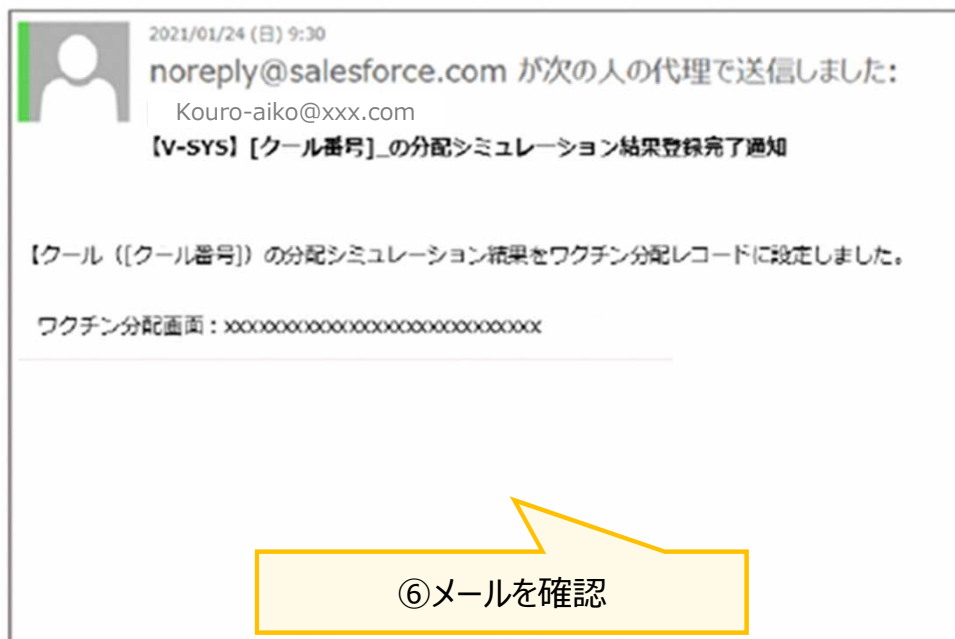 2021/01/24 (日) 9:30
noreply@salesforce.com が次の人の代理で送信しました:
Kouro-aiko@xxx.com
【V-SYS】[クール番号]_の分配シミュレーション結果登録完了通知
【クール（[クール番号]）の分配シミュレーション結果をワクチン分配レコードに設定しました。
ワクチン分配画面：xxxxxxxxxxxxxxxxxxxxxxxxxxxxx
⑥メールを確認